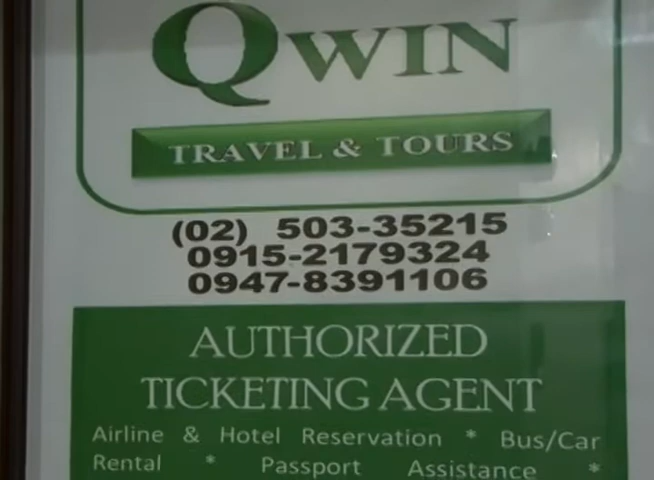 QWIN
TRAVEL & TOURS
(02) 503-35215
0915-2179324
0947-8391106
AUTHORIZED
TICKETING AGENT
Airline & Hotel Reservation * Bus/Car
Rental * Passport Assistance *